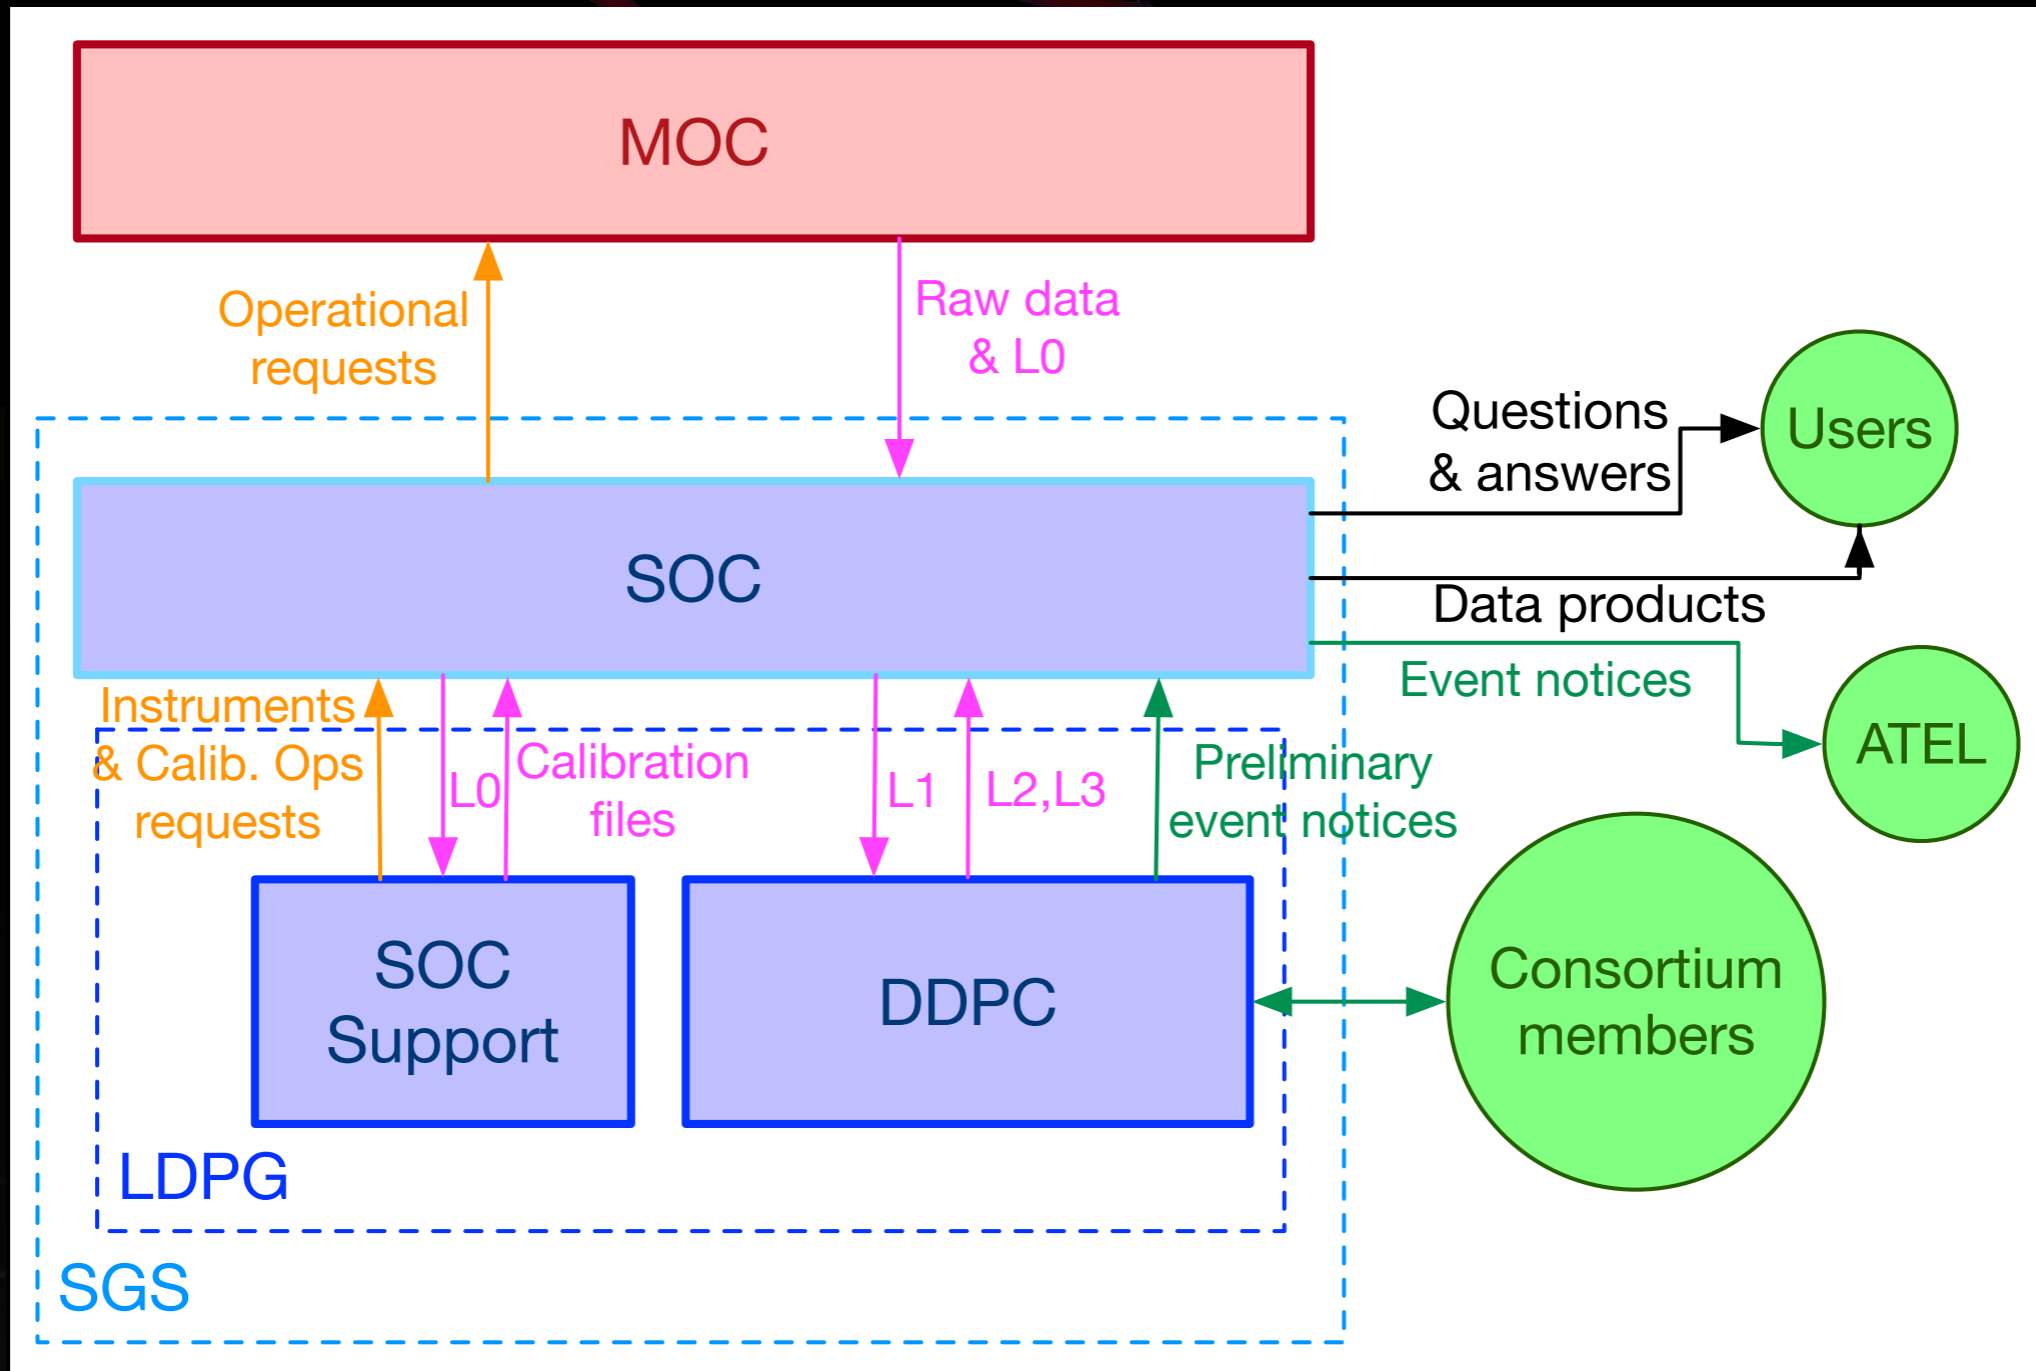 MOC
Operational
requests
Raw data
& L0
Questions
& answers
Users
SOC
Data products
Event notices
ATEL
Instruments
& Calib. Ops
requests
L0
Calibration
files
L1
L2,L3
Preliminary
event notices
SOC
Support
DDPC
Consortium
members
LDPG
SGS